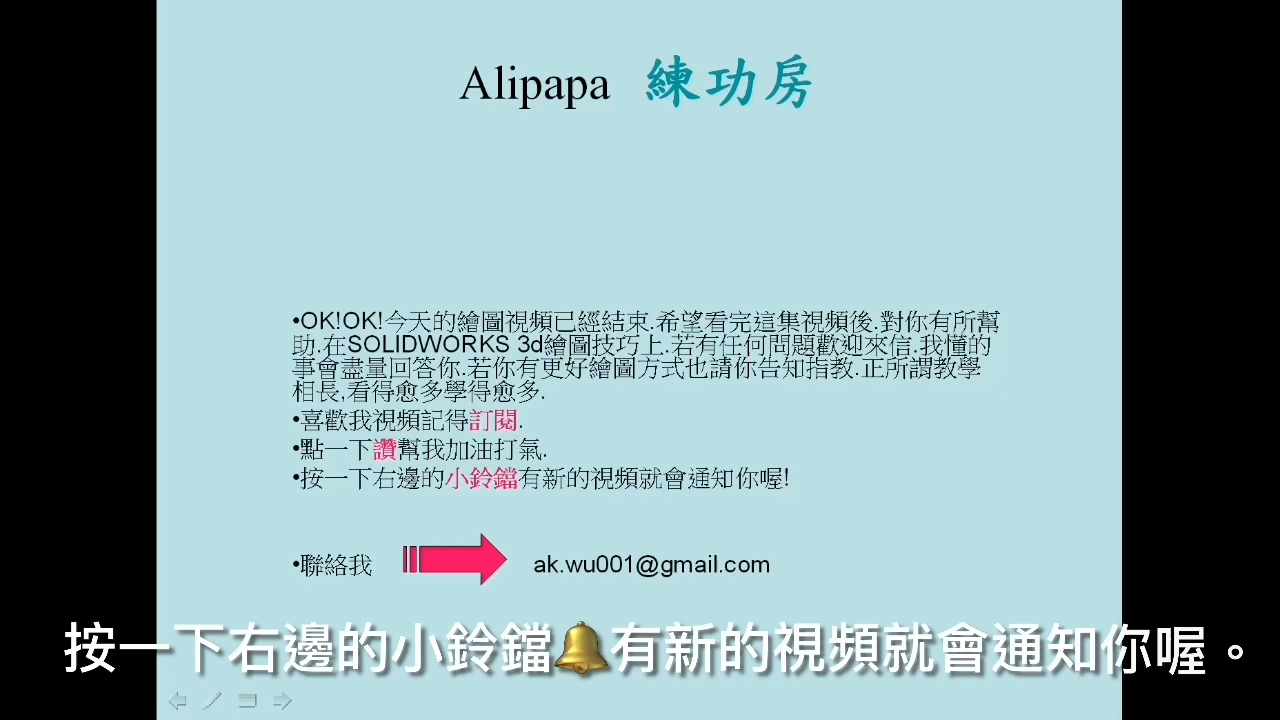 Alipapa 練功房
•OK!OK!今天的繪圖視頻已經結束.希望看完這集視頻後.對你有所幫
助.在SOLIDWORKS 3d繪圖技巧上.若有任何問題歡迎來信.我懂的
事會盡量回答你.若你有更好繪圖方式也請你告知指教.正所謂教學
相長,看得愈多學得愈多.
•喜歡我視頻記得訂閱.
•點一下讚幫我加油打氣.
•按一下右邊的小鈴鐺有新的視頻就會通知你喔!
•聯絡我 ak.wu001@gmail.com
按一下右邊的小鈴鐺🔔有新的視頻就會通知你喔。